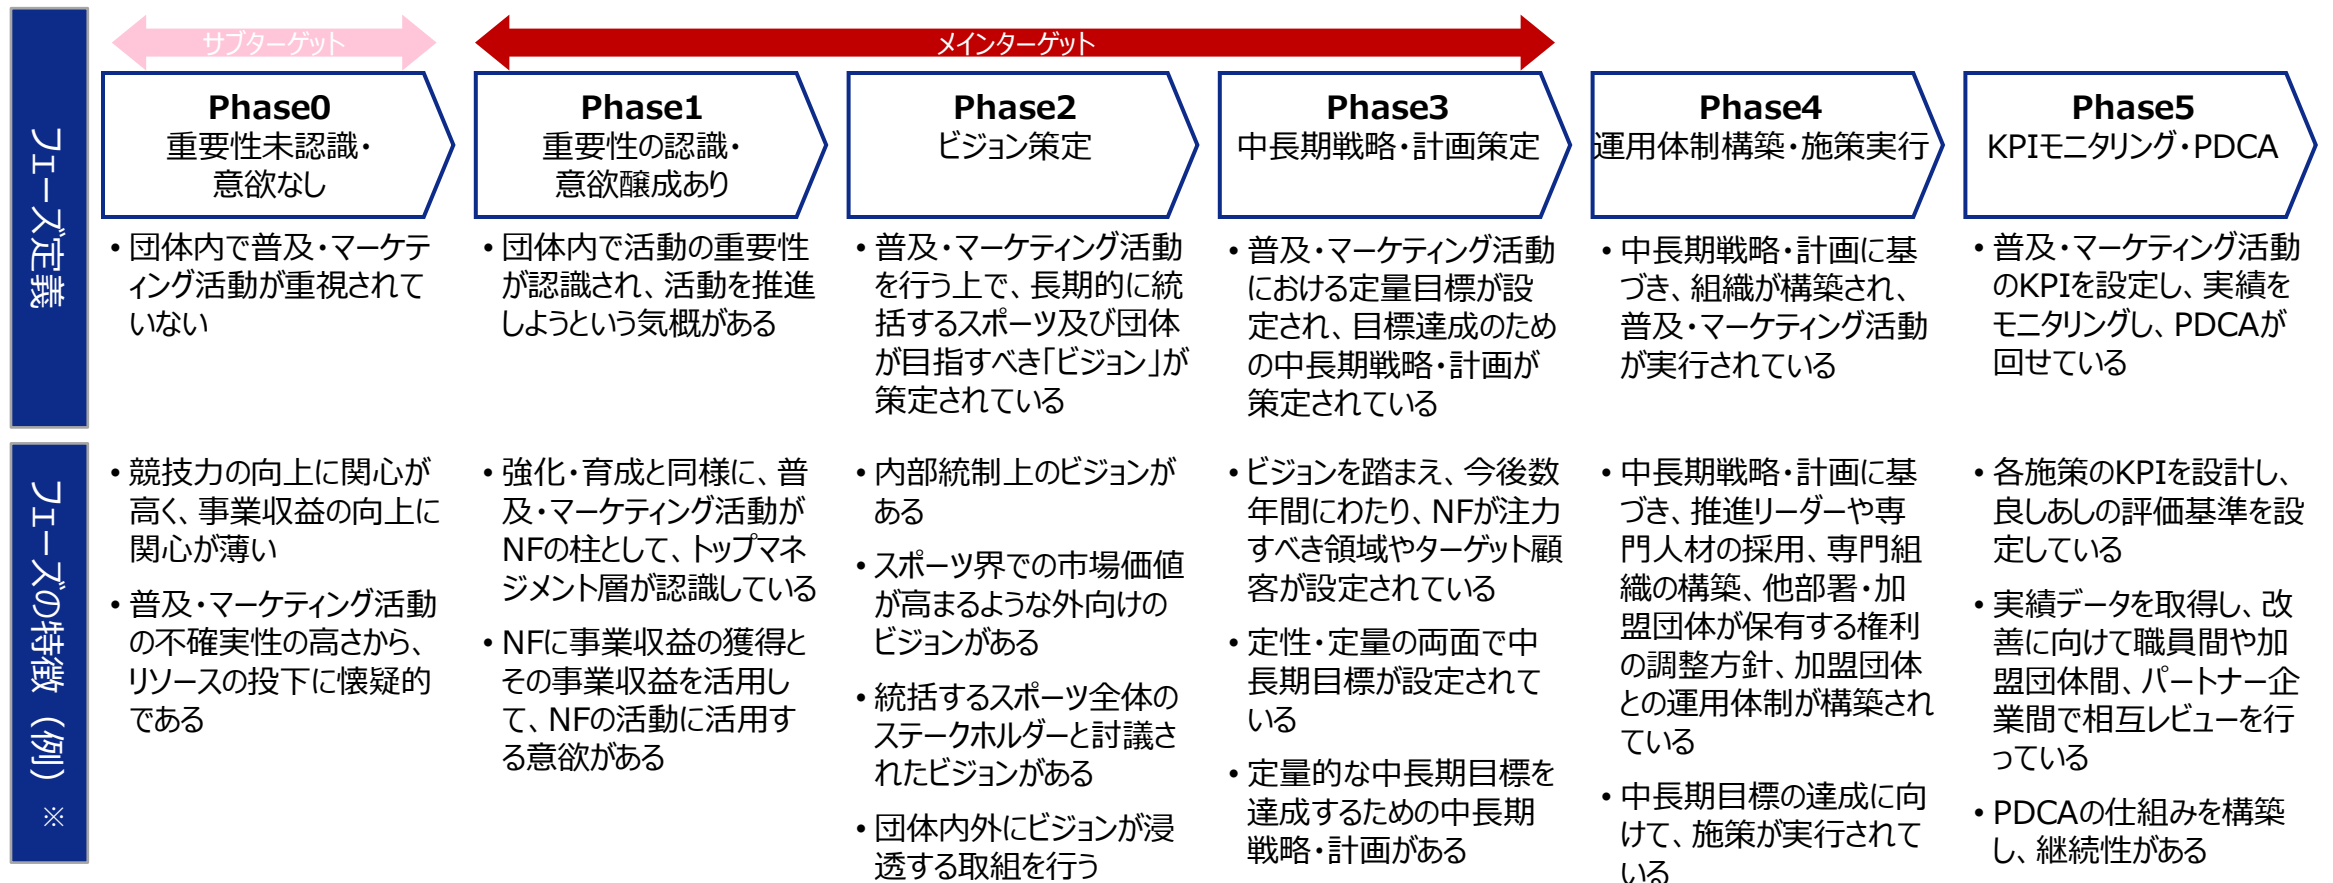 サブターゲット
メインターゲット
フェーズ定義
Phase0
重要性未認識・
意欲なし
Phase1
重要性の認識・
意欲醸成あり
Phase2
ビジョン策定
Phase3
中長期戦略・計画策定
Phase4
運用体制構築・施策実行
Phase5
KPIモニタリング・PDCA
• 団体内で普及・マーケテ
ィング活動が重視されて
いない
• 団体内で活動の重要性
が認識され、活動を推進
しようという気概がある
• 普及・マーケティング活動
を行う上で、長期的に統
括するスポーツ及び団体
が目指すべき「ビジョン」が
策定されている
• 普及・マーケティング活動
における定量目標が設
定され、目標達成のため
の中長期戦略・計画が
策定されている
• 中長期戦略・計画に基
づき、組織が構築され、
普及・マーケティング活動
が実行されている
• 普及・マーケティング活動
のKPIを設定し、実績を
モニタリングし、PDCAが
回せている
フェーズの特徴（例）※
• 競技力の向上に関心が
高く、事業収益の向上に
関心が薄い
• 普及・マーケティング活動
の不確実性の高さから、
リソースの投下に懐疑的
である
• 強化・育成と同様に、普
及・マーケティング活動が
NFの柱として、トップマネ
ジメント層が認識している
• NFに事業収益の獲得と
その事業収益を活用し
て、NFの活動に活用す
る意欲がある
• 内部統制上のビジョンが
ある
• スポーツ界での市場価値
が高まるような外向けの
ビジョンがある
• 統括するスポーツ全体の
ステークホルダーと討議さ
れたビジョンがある
• 団体内外にビジョンが浸
透する取組を行う
• ビジョンを踏まえ、今後数
年間にわたり、NFが注力
すべき領域やターゲット顧
客が設定されている
• 定性・定量の両面で中
長期目標が設定されて
いる
• 定量的な中長期目標を
達成するための中長期
戦略・計画がある
• 中長期戦略・計画に基
づき、推進リーダーや専
門人材の採用、専門組
織の構築、他部署・加
盟団体が保有する権利
の調整方針、加盟団体
との運用体制が構築され
ている
• 中長期目標の達成に向
けて、施策が実行されて
いる
• 各施策のKPIを設計し、
良しあしの評価基準を設
定している
• 実績データを取得し、改
善に向けて職員間や加
盟団体間、パートナー企
業間で相互レビューを行
っている
• PDCAの仕組みを構築
し、継続性がある